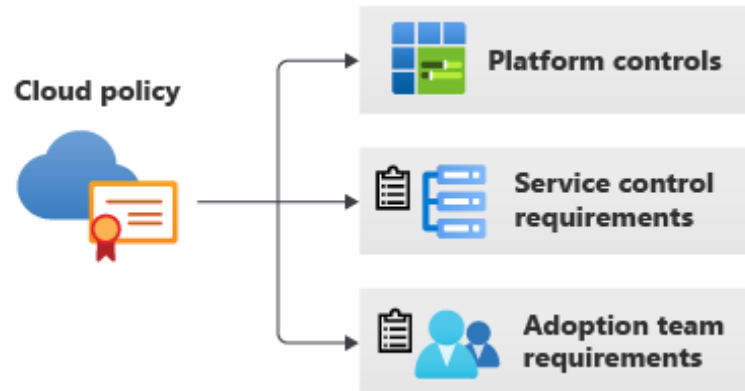 Cloud policy
Platform controls
Service control
requirements
Adoption team
requirements